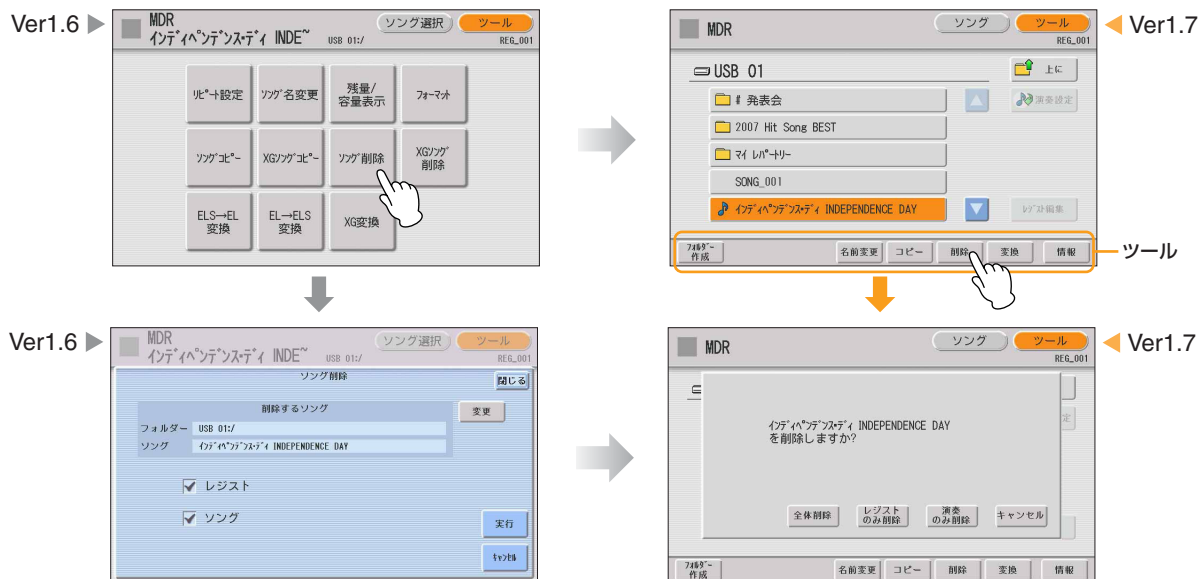 Ver1.6
MDR
インディペンデンス・ディ INDE~ USB 01:/
ソング選択
ツール
REG_001
リピート設定
ソング名変更
残量/
容量表示
フォーマット
ソングコピー
XGソングコピー
ソング削除
XGソング
削除
ELS→EL
変換
EL→ELS
変換
XG変換
Ver1.7
MDR
ソング
ツール
REG_001
USB 01
上に
# 発表会
演奏設定
2007 Hit Song BEST
マイ レパートリー
SONG_001
インディペンデンス・ディ INDEPENDENCE DAY
レジスト編集
フォルダー
作成
名前変更
コピー
削除
変換
情報
ツール
Ver1.6
MDR
インディペンデンス・ディ INDE~ USB 01:/
ソング選択
ツール
REG_001
ソング削除
閉じる
削除するソング
変更
フォルダー USB 01:/
ソング インディペンデンス・ディ INDEPENDENCE DAY
レジスト
ソング
実行
キャンセル
Ver1.7
MDR
ソング
ツール
REG_001
定
インディペンデンス・ディ INDEPENDENCE DAY
を削除しますか?
全体削除
レジスト
のみ削除
演奏
のみ削除
キャンセル
フォルダー
作成
名前変更
コピー
削除
変換
情報